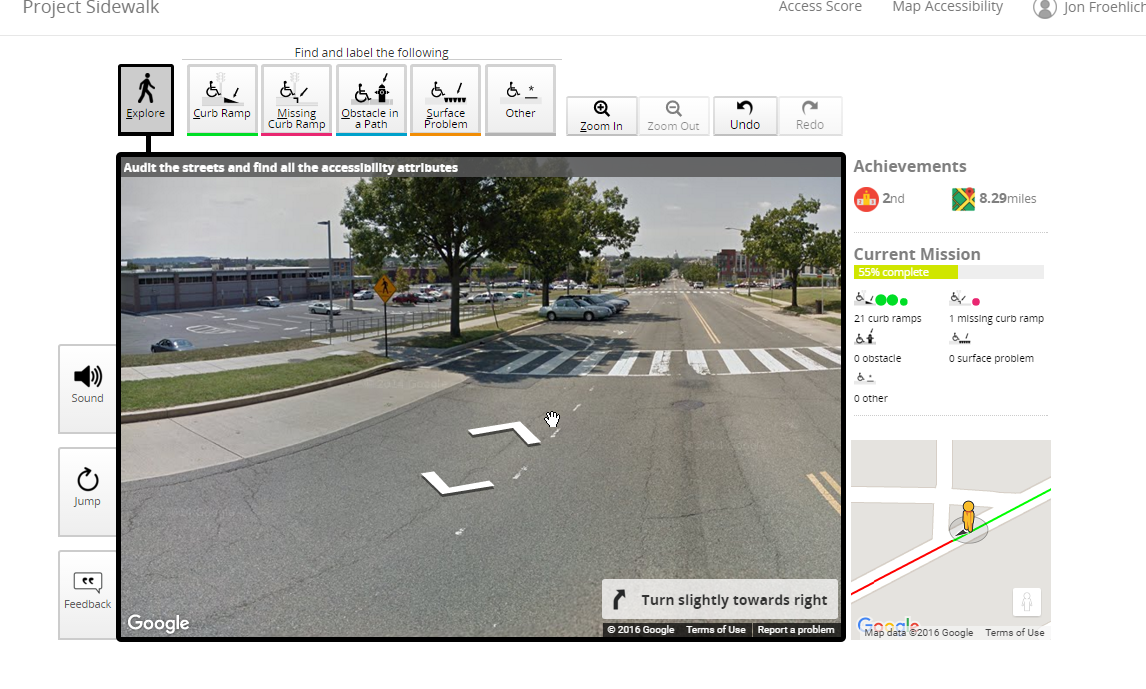 Project Sidewalk
Access Score
Map Accessibility
Jon Froehlich
Find and label the following
Explore
Curb Ramp
Missing
Curb Ramp
Obstacle in
a Path
Surface
Problem
Other
Zoom In
Zoom Out
Undo
Redo
Audit the streets and find all the accessibility attributes
Sound
Jump
Feedback
Turn slightly towards right
Google
© 2016 Google
Terms of Use
Report a problem
Achievements
2nd
8.29miles
Current Mission
55% complete
21 curb ramps
1 missing curb ramp
0 obstacle
0 surface problem
0 other
Google
Map data ©2016 Google
Terms of Use